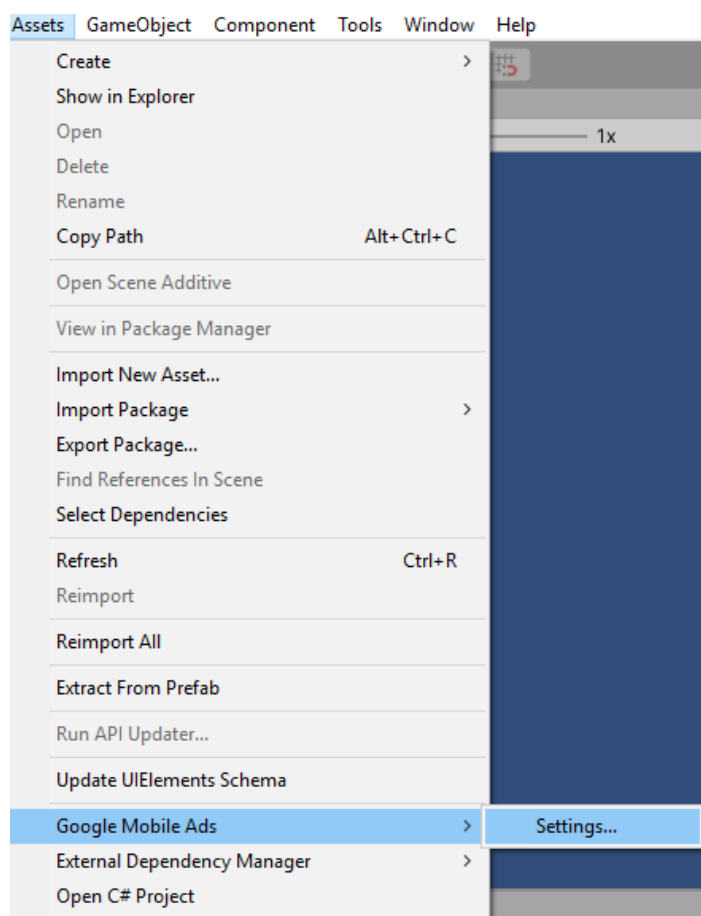 Assets GameObject Component Tools Window Help
Create
Show in Explorer
1x
Open
Delete
Rename
Copy Path Alt+Ctrl+C
Open Scene Additive
View in Package Manager
Import New Asset...
Import Package
Export Package...
Find References In Scene
Select Dependencies
Refresh Ctrl+R
Reimport
Reimport All
Extract From Prefab
Run API Updater...
Update UIElements Schema
Google Mobile Ads Settings...
External Dependency Manager
Open C# Project